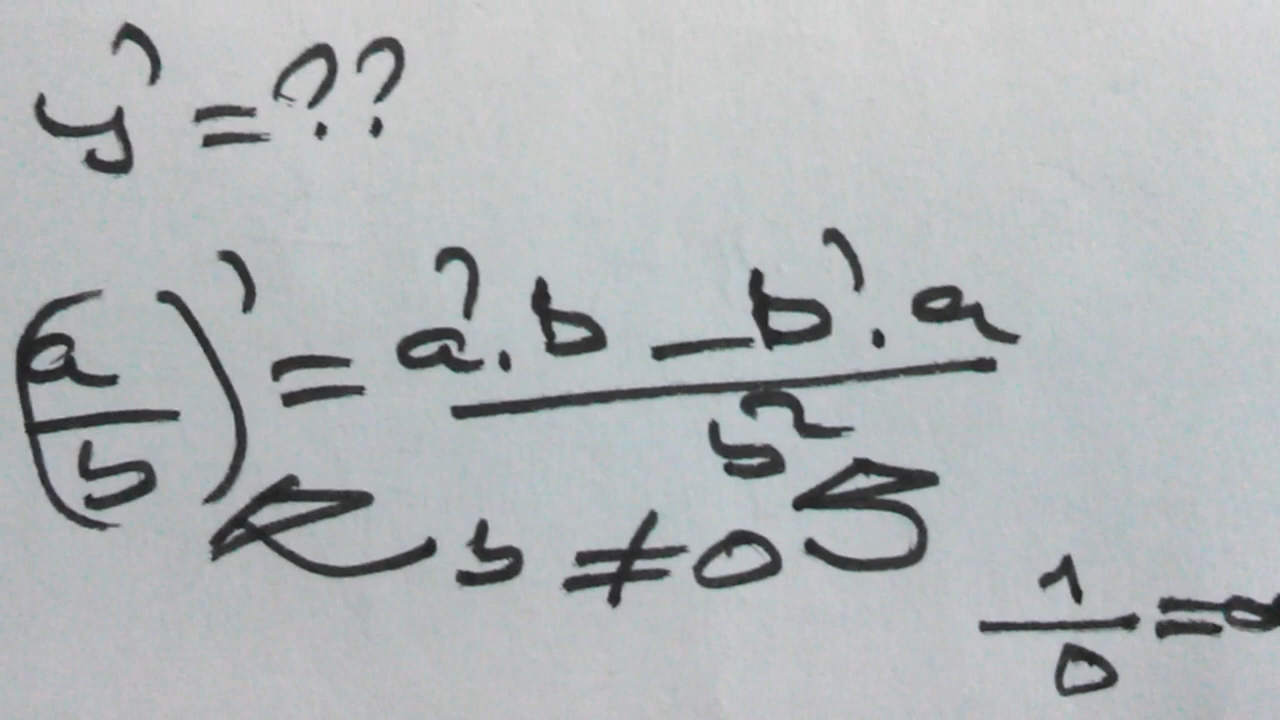 y' = ??
(a/b)' = (a'.b - b'.a)/b²
b ≠ 0
1/0 = ∞